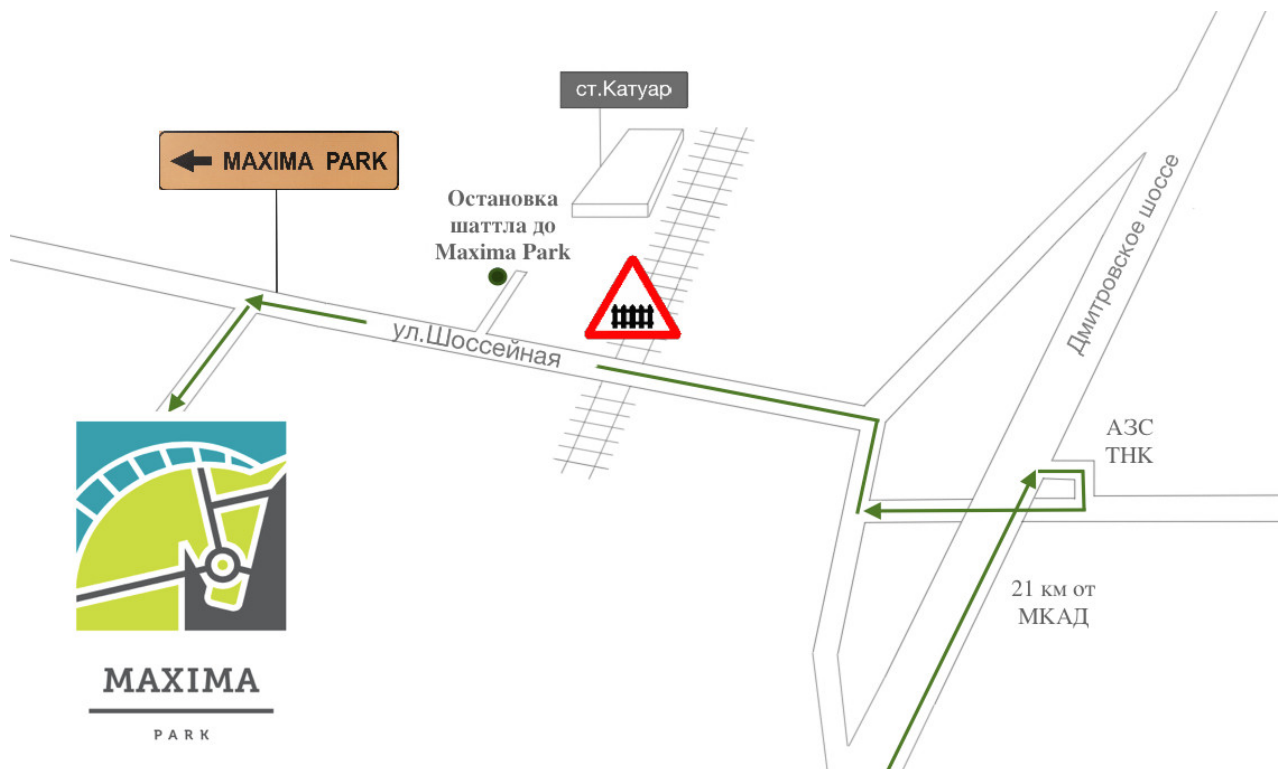 ст.Катуар
MAXIMA PARK
Остановка
шаттла до
Maxima Park
ул.Шоссейная
Дмитровское шоссе
АЗС
ТНК
21 км от
МКАД
MAXIMA
PARK